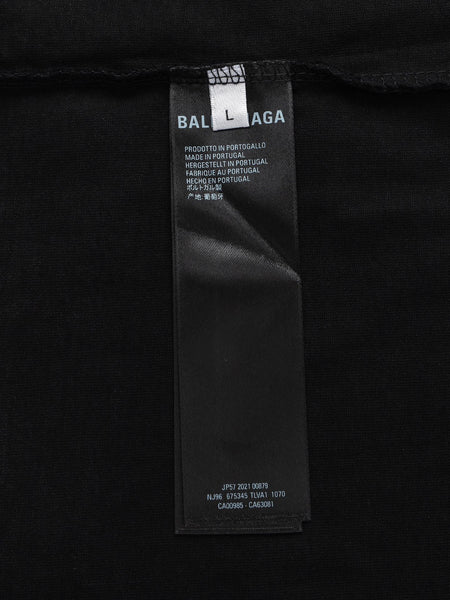 BAL L AGA
PRODOTTO IN PORTOGALLO
MADE IN PORTUGAL
HERGESTELLT IN PORTUGAL
FABRIQUE AU PORTUGAL
HECHO EN PORTUGAL
ポルトガル製
产地:葡萄牙
JP57 2021 00879
NJ96 675345 TLVA1 1070
CA00985 - CA63081